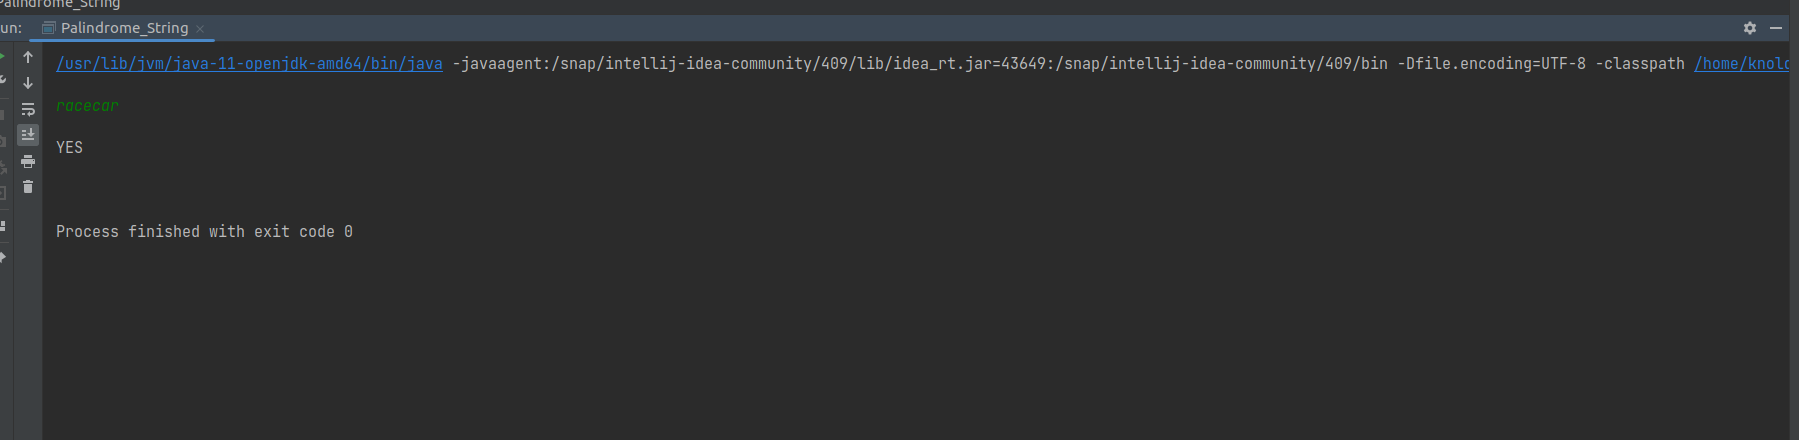 Palindrome_String
un: Palindrome_String
/usr/lib/jvm/java-11-openjdk-amd64/bin/java -javaagent:/snap/intellij-idea-community/409/lib/idea_rt.jar=43649:/snap/intellij-idea-community/409/bin -Dfile.encoding=UTF-8 -classpath /home/knold
racecar
YES
Process finished with exit code 0